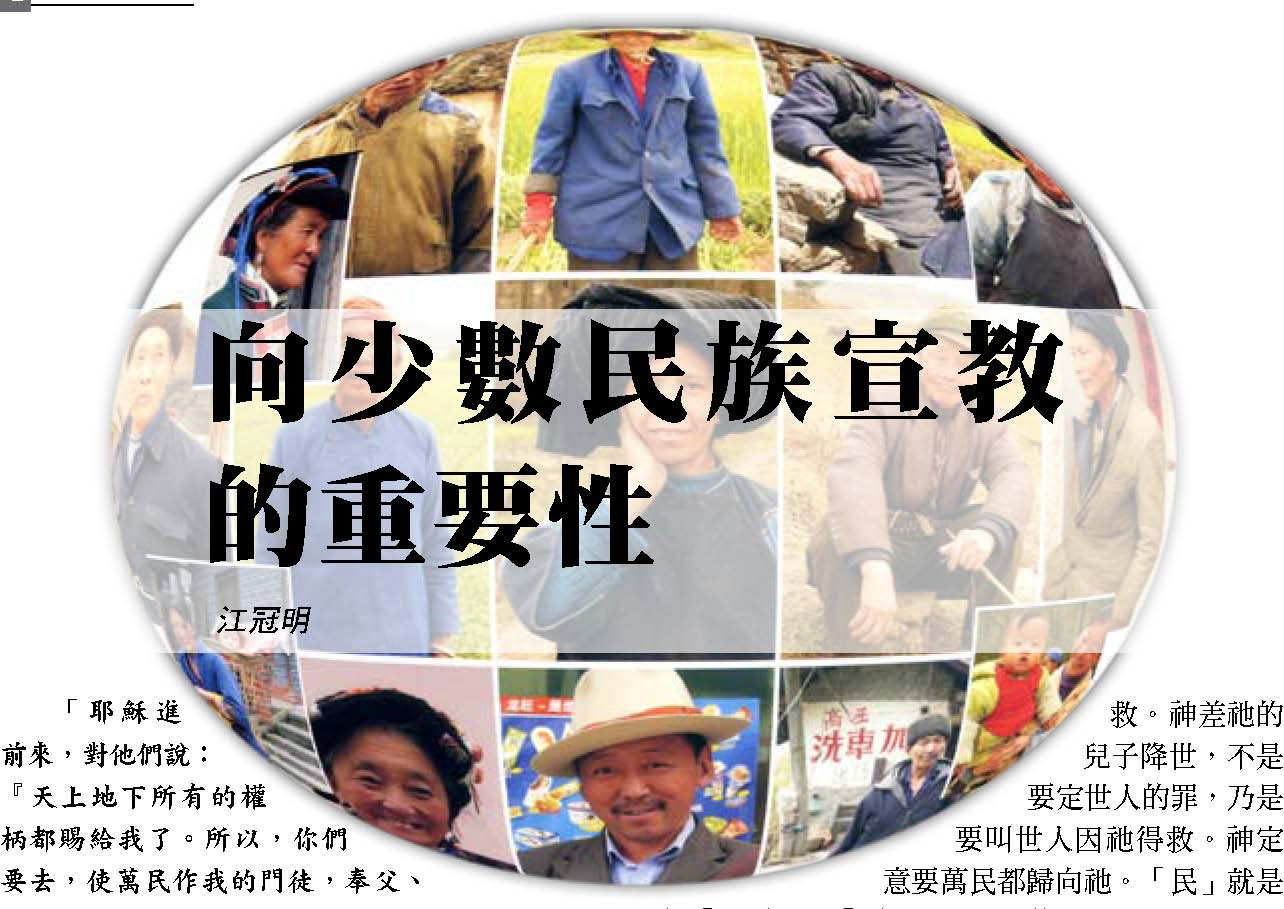 向少數民族宣教
的重要性
江冠明
「耶穌進
前來，對他們說：
『天上地下所有的權
柄都賜給我了。所以，你們
要去，使萬民作我的門徒，奉父、
救。神差祂的
兒子降世，不是
要定世人的罪，乃是
要叫世人因祂得救。神定
意要萬民都歸向祂。「民」就是
高压
洗車加